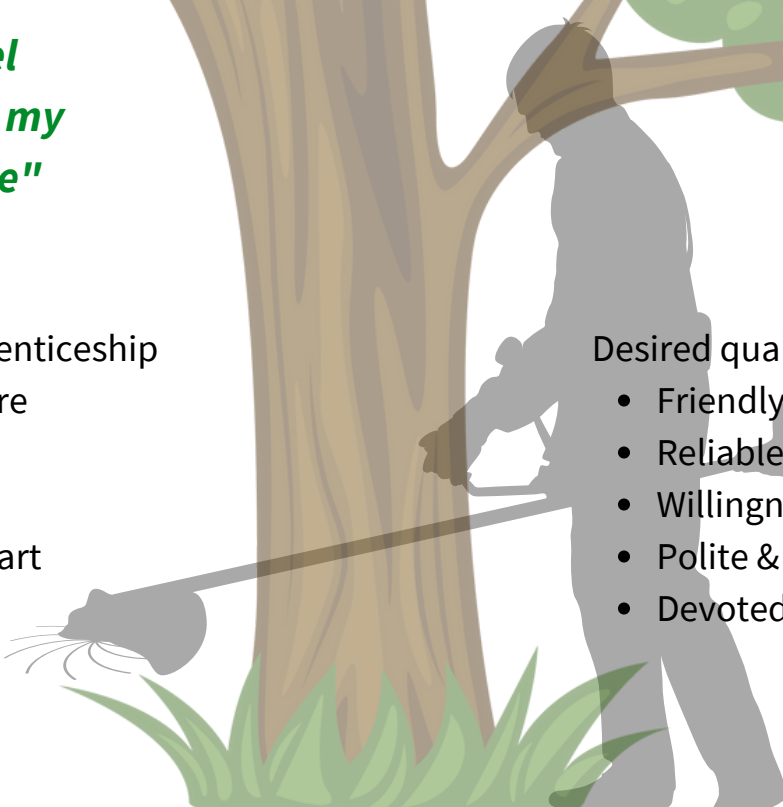 el
my
e"
enticeship
re
art
Desired qua
• Friendly
• Reliable
• Willingn
• Polite &
• Devoted